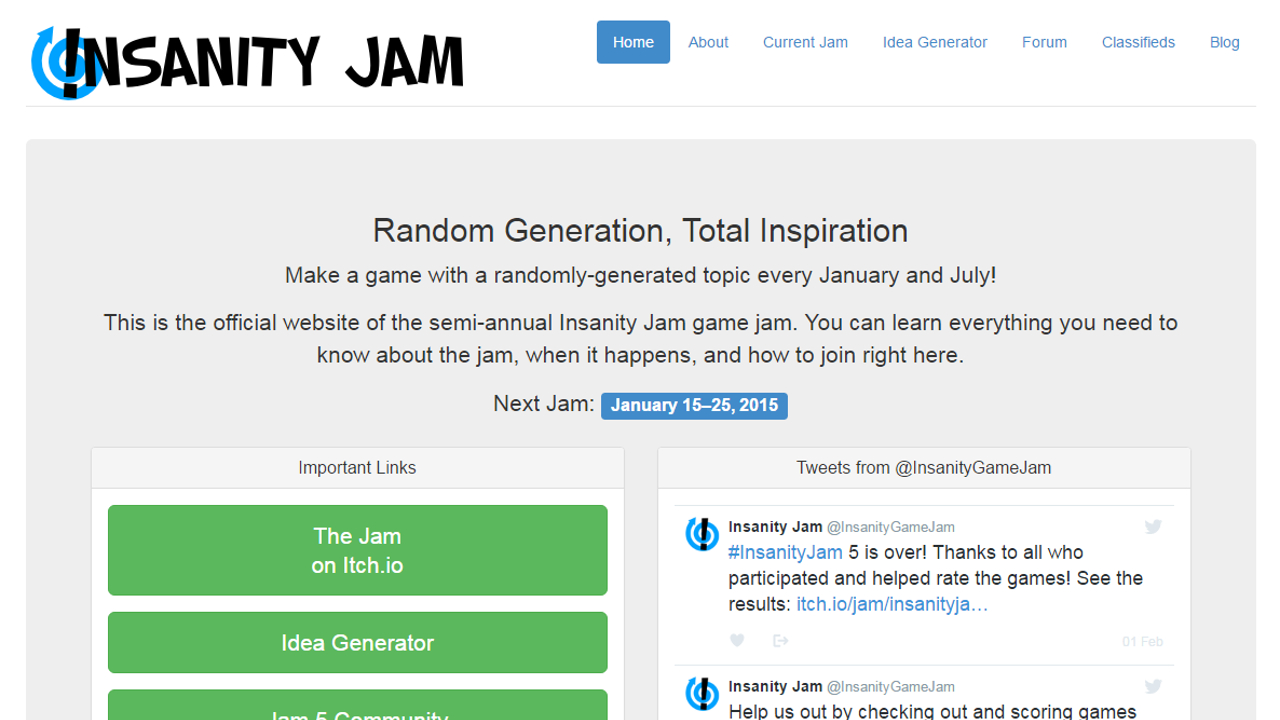 INSANITY JAM
Home About Current Jam Idea Generator Forum Classifieds Blog
Random Generation, Total Inspiration
Make a game with a randomly-generated topic every January and July!
This is the official website of the semi-annual Insanity Jam game jam. You can learn everything you need to
know about the jam, when it happens, and how to join right here.
Next Jam: January 15–25, 2015
Important Links
The Jam
on Itch.io
Idea Generator
Jam 5 Community
Tweets from @InsanityGameJam
Insanity Jam @InsanityGameJam
#InsanityJam 5 is over! Thanks to all who
participated and helped rate the games! See the
results: itch.io/jam/insanityja…
01 Feb
Insanity Jam @InsanityGameJam
Help us out by checking out and scoring games